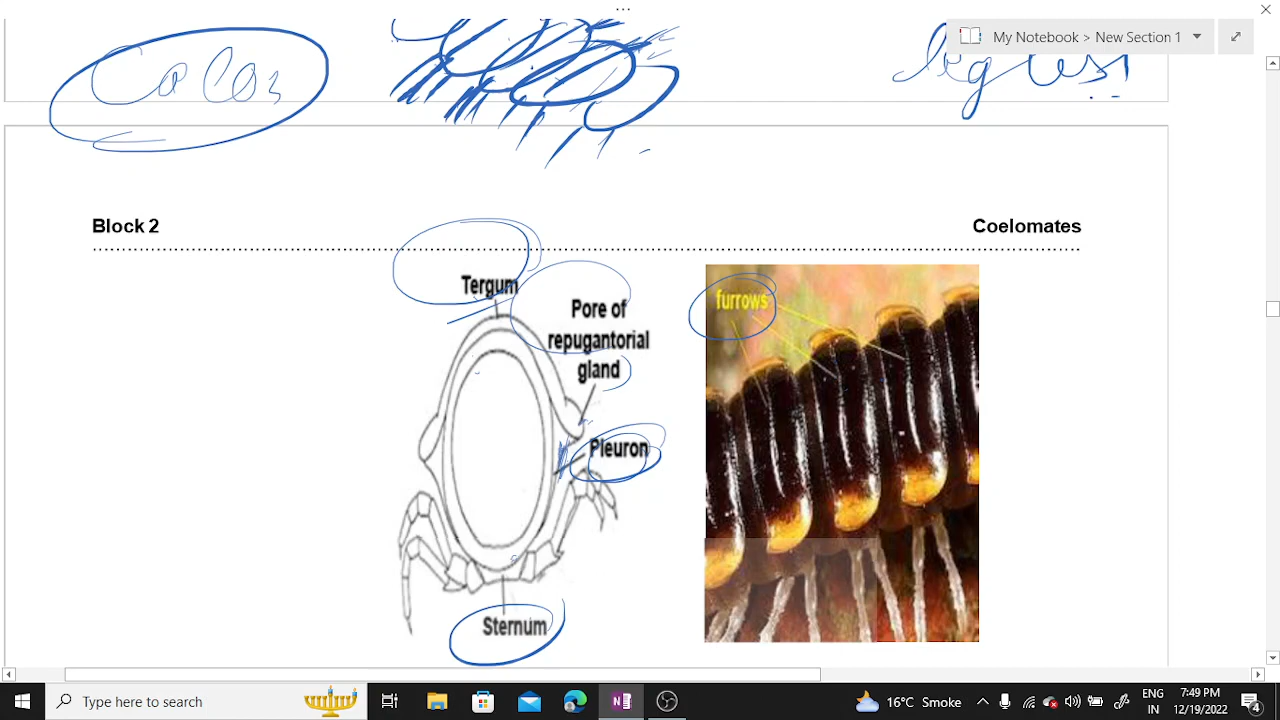 My Notebook > New Section 1
Block 2
Coelomates
Tergum
Pore of
repugantorial
gland
Pleuron
Sternum
furrows
Type here to search
16°C Smoke
ENG
IN
7:49 PM
12/19/2022
4